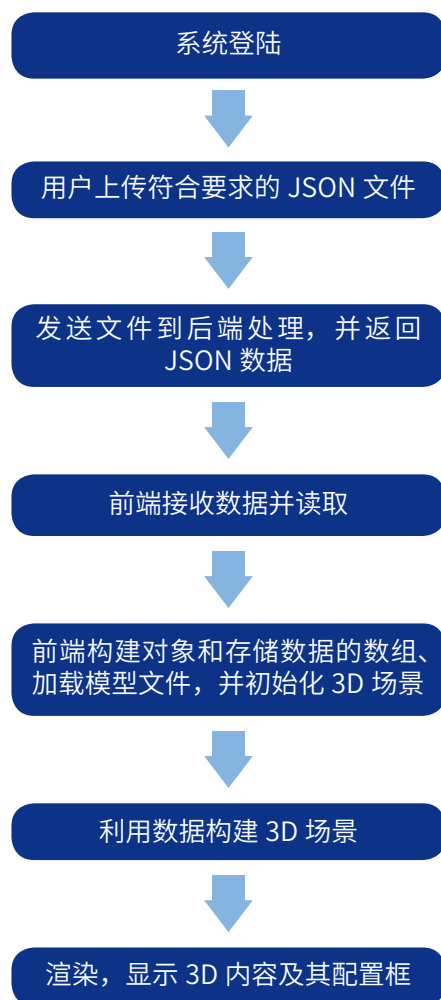 系统登陆
用户上传符合要求的 JSON 文件
发送文件到后端处理，并返回
JSON 数据
前端接收数据并读取
前端构建对象和存储数据的数组、
加载模型文件，并初始化 3D 场景
利用数据构建 3D 场景
渲染，显示 3D 内容及其配置框